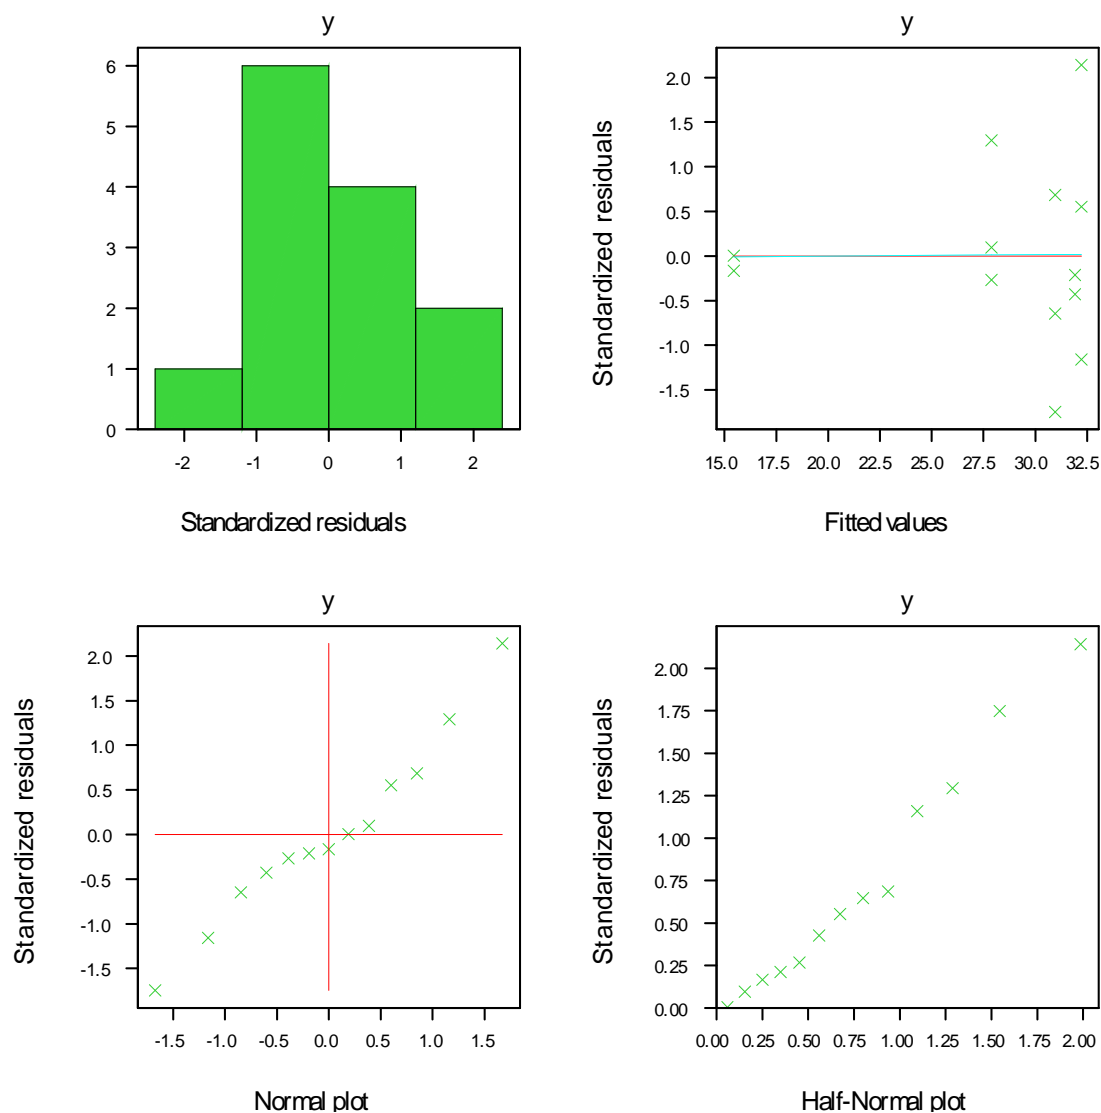 y
6
5
4
3
2
1
0
-2 -1 0 1 2
Standardized residuals
y
Standardized residuals
2.0
1.5
1.0
0.5
0.0
-0.5
-1.0
-1.5
15.0 17.5 20.0 22.5 25.0 27.5 30.0 32.5
Fitted values
y
Standardized residuals
2.0
1.5
1.0
0.5
0.0
-0.5
-1.0
-1.5
-1.5 -1.0 -0.5 0.0 0.5 1.0 1.5
Normal plot
y
Standardized residuals
2.00
1.75
1.50
1.25
1.00
0.75
0.50
0.25
0.00
0.00 0.25 0.50 0.75 1.00 1.25 1.50 1.75 2.00
Half-Normal plot